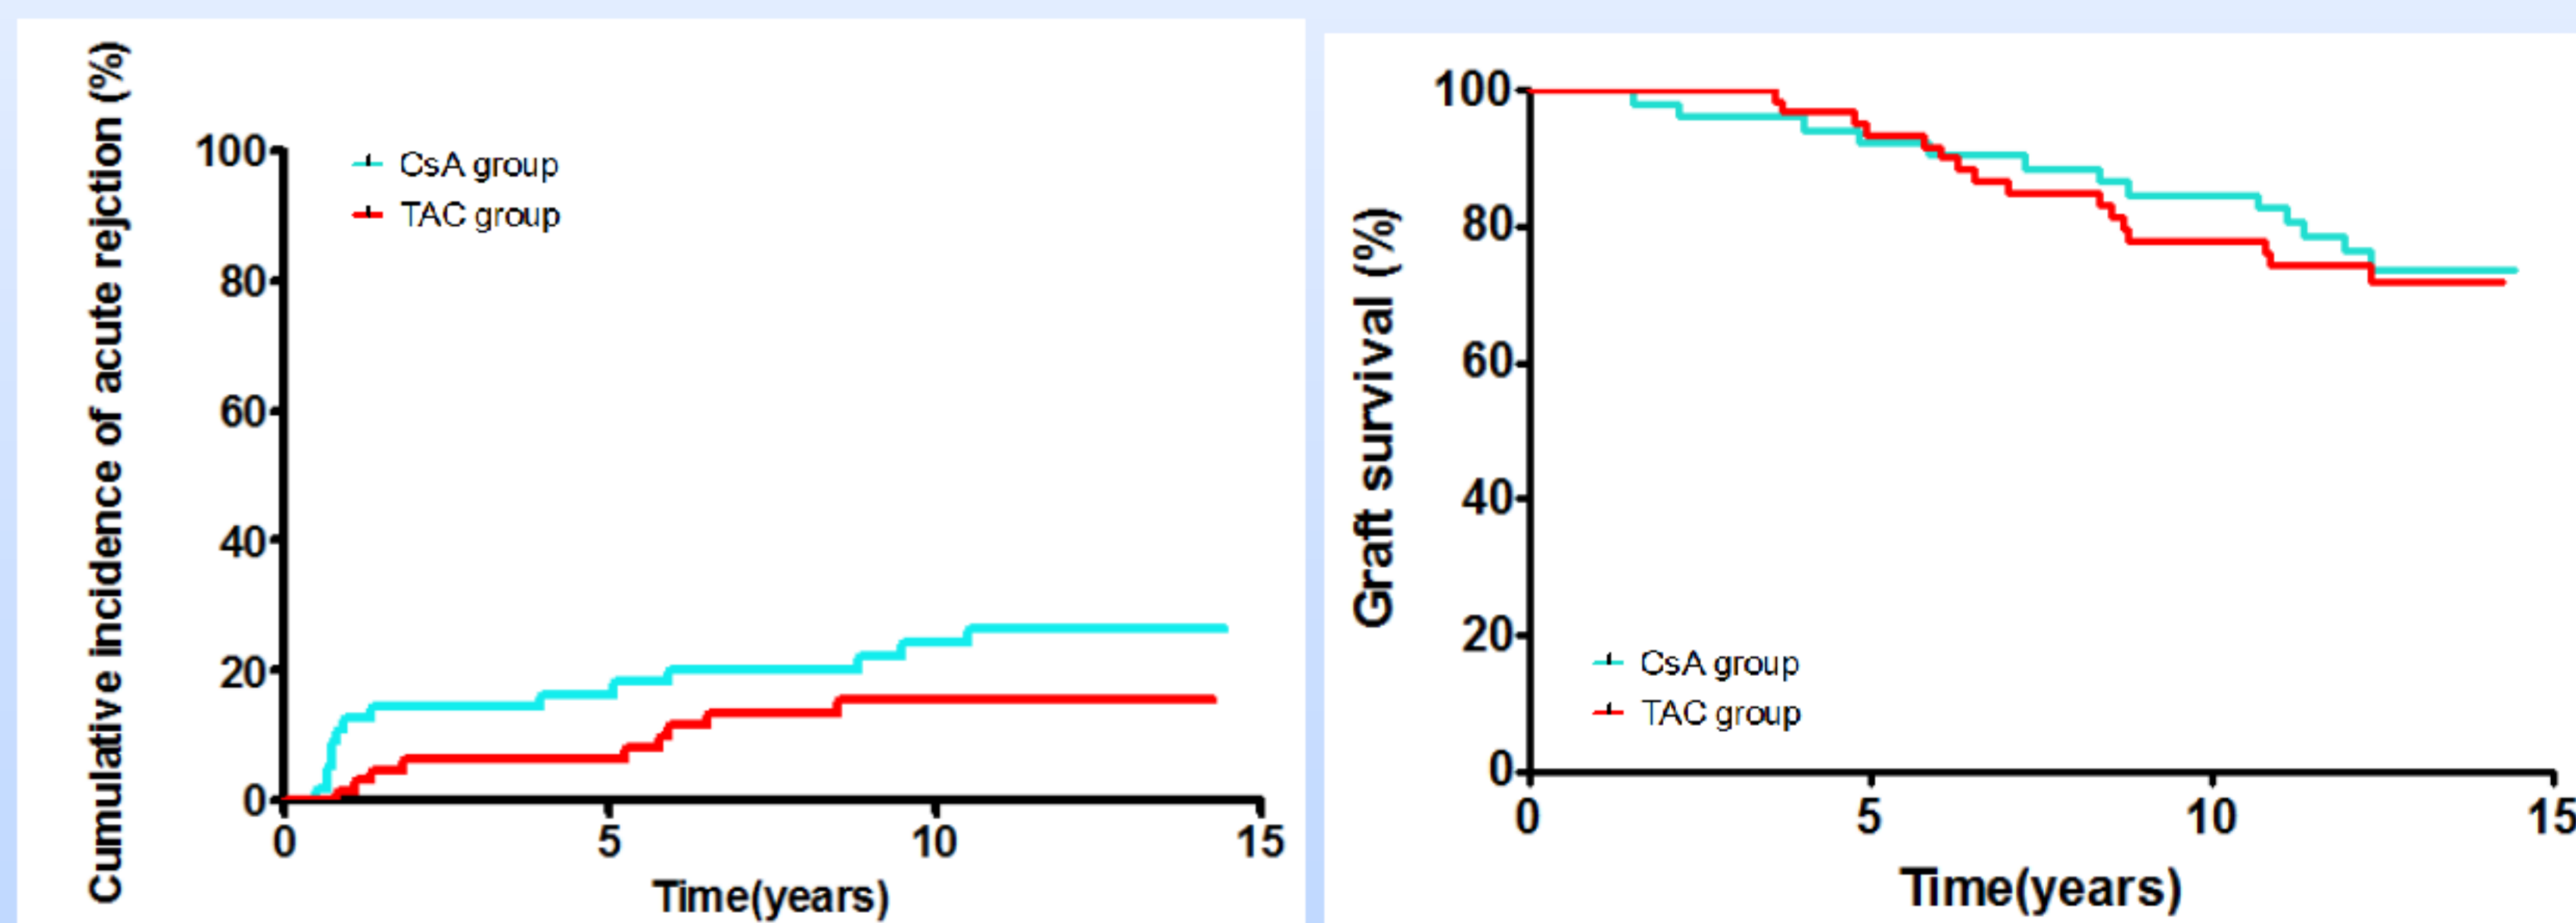 Cumulative incidence of acute rejction (%)
100
80
60
40
20
0
CsA group
TAC group
0 5 10 15
Time(years)
Graft survival (%)
100
80
60
40
20
0
CsA group
TAC group
0 5 10 15
Time(years)